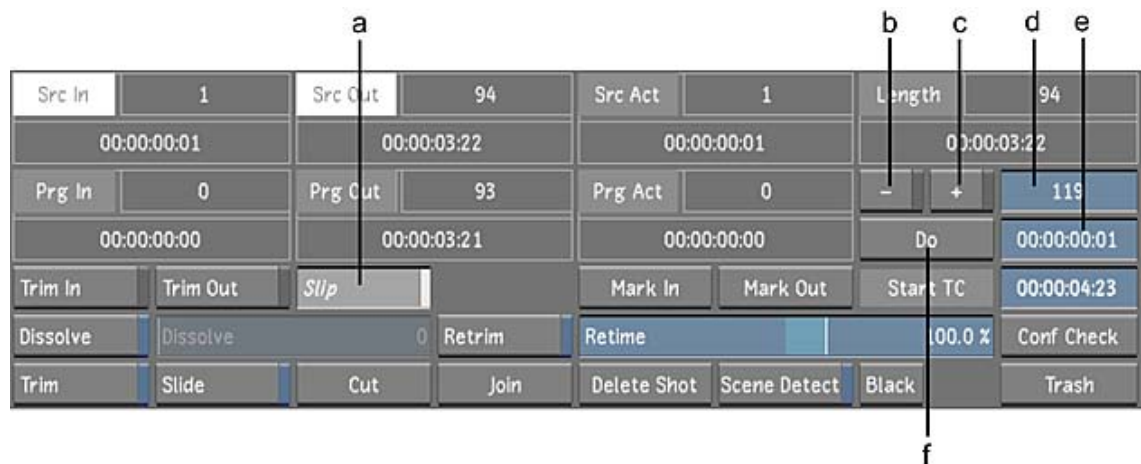 a b c d e
Src In 1 Src Out 94 Src Act 1 Length 94
00:00:00:01 00:00:03:22 00:00:00:01 00:00:03:22
Prg In 0 Prg Out 93 Prg Act 0 - + 119
00:00:00:00 00:00:03:21 00:00:00:00 Do 00:00:00:01
Trim In Trim Out Slip Mark In Mark Out Start TC 00:00:04:23
Dissolve Dissolve 0 Retrim Retime 100.0 % Conf Check
Trim Slide Cut Join Delete Shot Scene Detect Black Trash
f